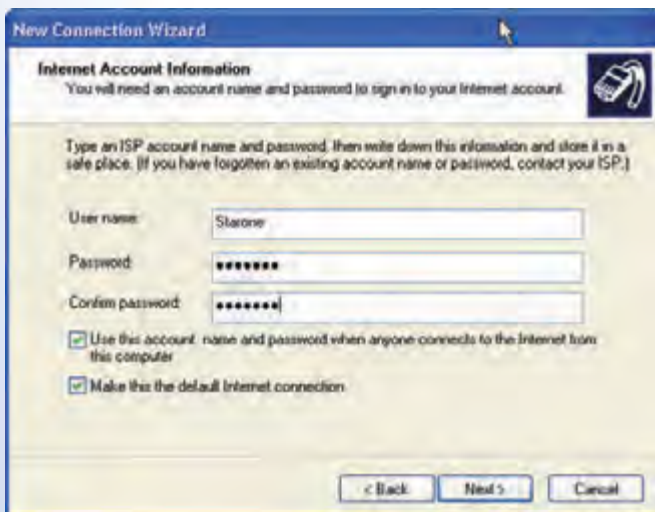 New Connection Wizard
Internet Account Information
You will need an account name and password to sign in to your Internet account.
Type an ISP account name and password, then write down this information and store it in a
safe place. (If you have forgotten an existing account name or password, contact your ISP.)
User name: Starone
Password: •••••••
Confirm password: •••••••
Use this account name and password when anyone connects to the Internet from
this computer
Make this the default Internet connection
< Back Next > Cancel